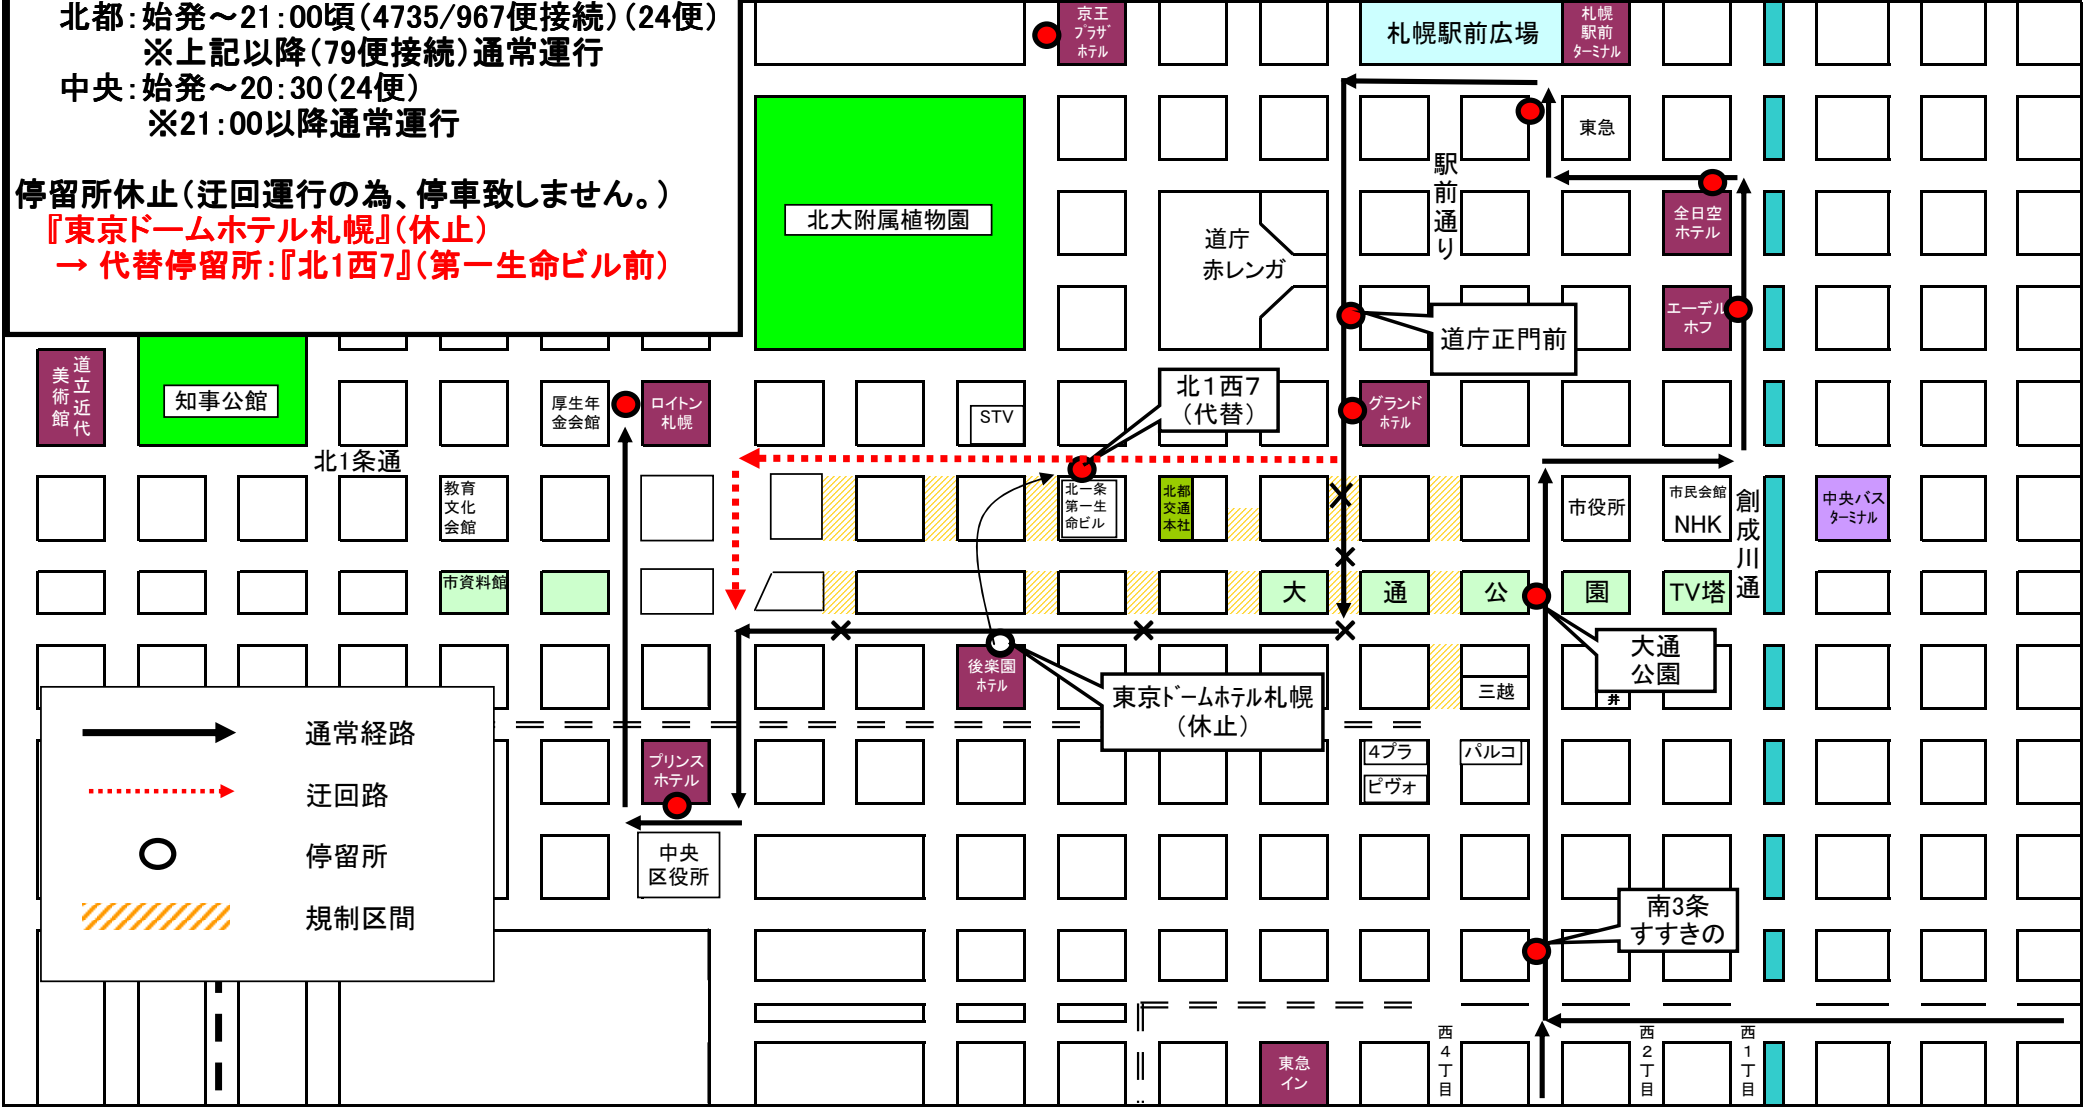 北都：始発～21：00頃（4735/967便接続）（24便）
※上記以降（79便接続）通常運行
中央：始発～20：30（24便）
※21：00以降通常運行
停留所休止（迂回運行の為、停車致しません。）
『東京ドームホテル札幌』（休止）
→ 代替停留所：『北1西7』（第一生命ビル前）
京王
プラザ
ホテル
札幌駅前広場
札幌
駅前
ターミナル
東急
駅前通り
北大附属植物園
道庁
赤レンガ
全日空
ホテル
エーデル
ホフ
道庁正門前
道立近代
美術館
知事公館
厚生年
金会館
ロイトン
札幌
STV
北1西7
（代替）
グランド
ホテル
北1条通
教育
文化
会館
北一条
第一生
命ビル
北都
交通
本社
市役所
市民会館
NHK
創成川通
中央バス
ターミナル
市資料館
大
通
公
園
TV塔
後楽園
ホテル
東京ドームホテル札幌
（休止）
大通
公園
三越
井
通常経路
迂回路
停留所
規制区間
プリンス
ホテル
4プラ
ピヴォ
パルコ
中央
区役所
南3条
すすきの
東急
イン
西4丁目
西2丁目
西1丁目